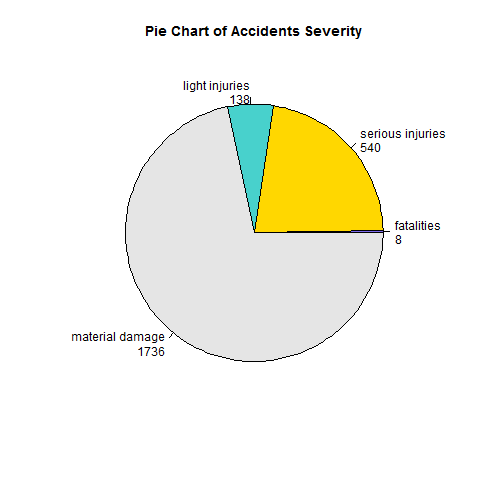 Pie Chart of Accidents Severity
light injuries
138
serious injuries
540
fatalities
8
material damage
1736